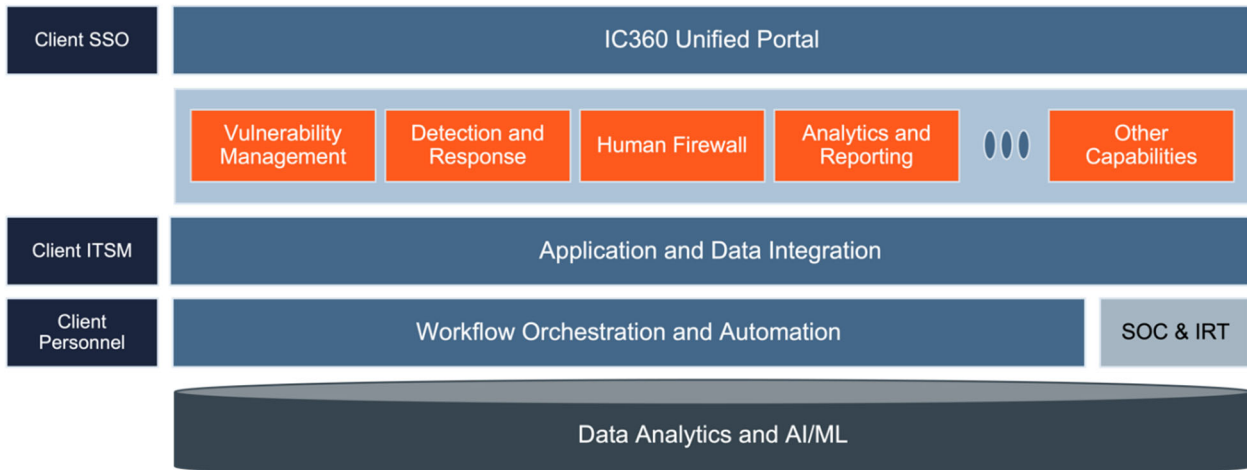 Client SSO
IC360 Unified Portal
Vulnerability
Management
Detection and
Response
Human Firewall
Analytics and
Reporting
Other
Capabilities
Client ITSM
Application and Data Integration
Client
Personnel
Workflow Orchestration and Automation
SOC & IRT
Data Analytics and AI/ML